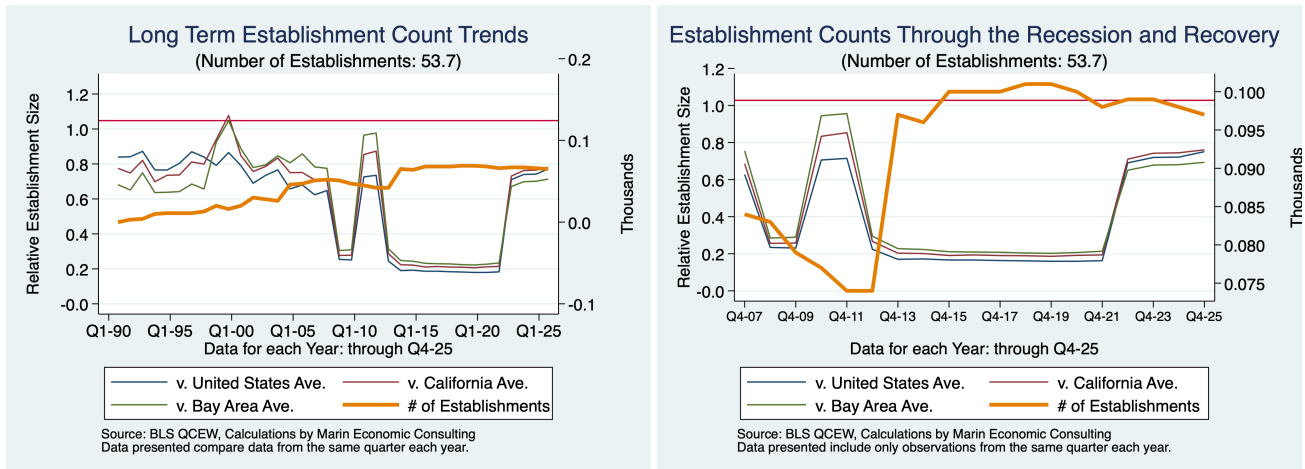 Long Term Establishment Count Trends
(Number of Establishments: 53.7)
Relative Establishment Size
1.2
1.0
0.8
0.6
0.4
0.2
-0.0
0.2
0.1
0.0
-0.1
Thousands
Q1-90 Q1-95 Q1-00 Q1-05 Q1-10 Q1-15 Q1-20 Q1-25
Data for each Year: through Q4-25
v. United States Ave. v. California Ave.
v. Bay Area Ave. # of Establishments
Source: BLS QCEW, Calculations by Marin Economic Consulting
Data presented compare data from the same quarter each year.
Establishment Counts Through the Recession and Recovery
(Number of Establishments: 53.7)
Relative Establishment Size
1.2
1.0
0.8
0.6
0.4
0.2
-0.0
0.100
0.095
0.090
0.085
0.080
0.075
Thousands
Q4-07 Q4-09 Q4-11 Q4-13 Q4-15 Q4-17 Q4-19 Q4-21 Q4-23 Q4-25
Data for each Year: through Q4-25
v. United States Ave. v. California Ave.
v. Bay Area Ave. # of Establishments
Source: BLS QCEW, Calculations by Marin Economic Consulting
Data presented include only observations from the same quarter each year.